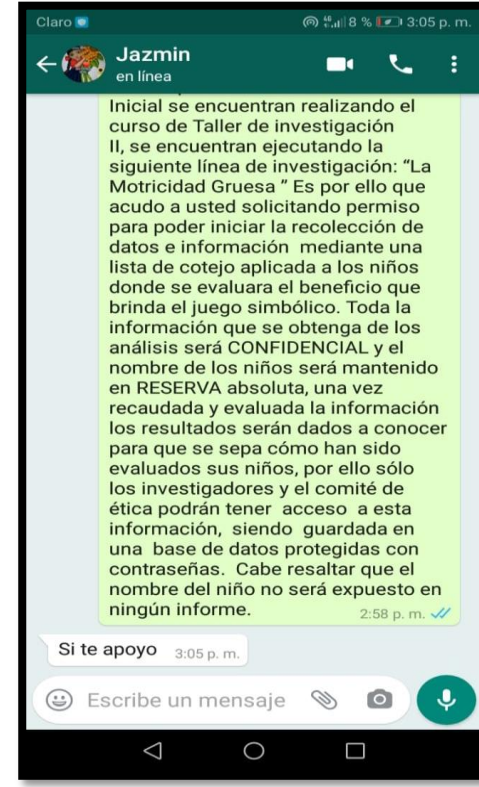 Claro 8 % 3:05 p. m.
Jazmin
en línea
Inicial se encuentran realizando el
curso de Taller de investigación
II, se encuentran ejecutando la
siguiente línea de investigación: “La
Motricidad Gruesa ” Es por ello que
acudo a usted solicitando permiso
para poder iniciar la recolección de
datos e información mediante una
lista de cotejo aplicada a los niños
donde se evaluara el beneficio que
brinda el juego simbólico. Toda la
información que se obtenga de los
análisis será CONFIDENCIAL y el
nombre de los niños será mantenido
en RESERVA absoluta, una vez
recaudada y evaluada la información
los resultados serán dados a conocer
para que se sepa cómo han sido
evaluados sus niños, por ello sólo
los investigadores y el comité de
ética podrán tener acceso a esta
información, siendo guardada en
una base de datos protegidas con
contraseñas. Cabe resaltar que el
nombre del niño no será expuesto en
ningún informe. 2:58 p. m.
Si te apoyo 3:05 p. m.
Escribe un mensaje